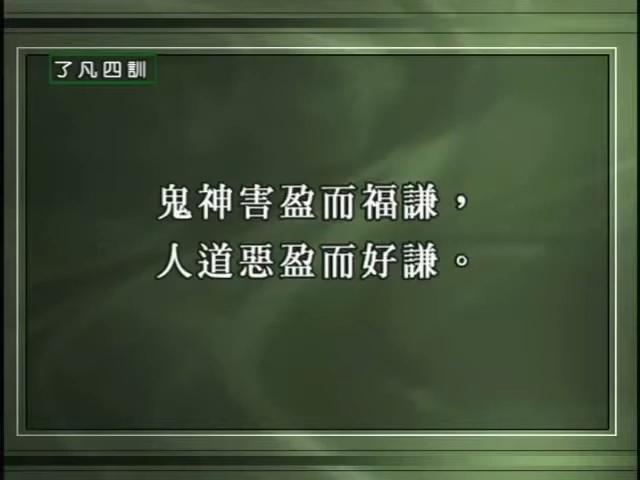 了凡四訓
鬼神害盈而福謙，
人道惡盈而好謙。